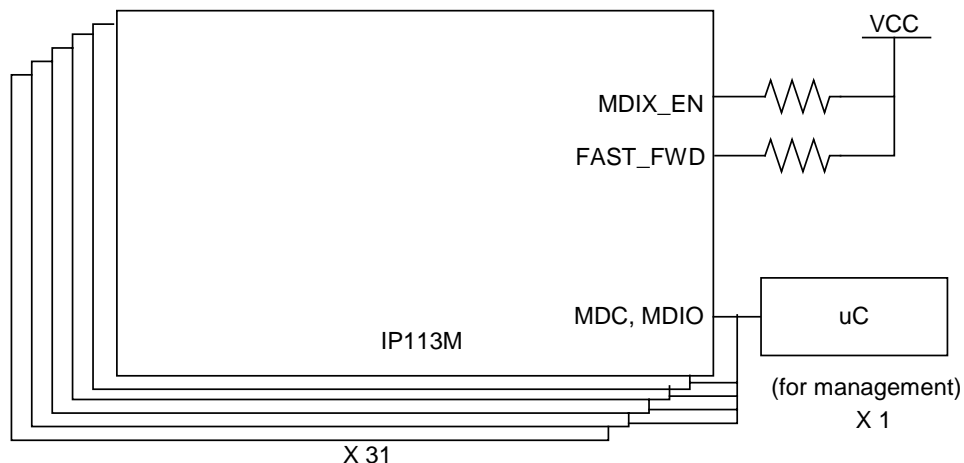 VCC
MDIX_EN
FAST_FWD
MDC, MDIO
uC
IP113M
(for management)
X 1
X 31